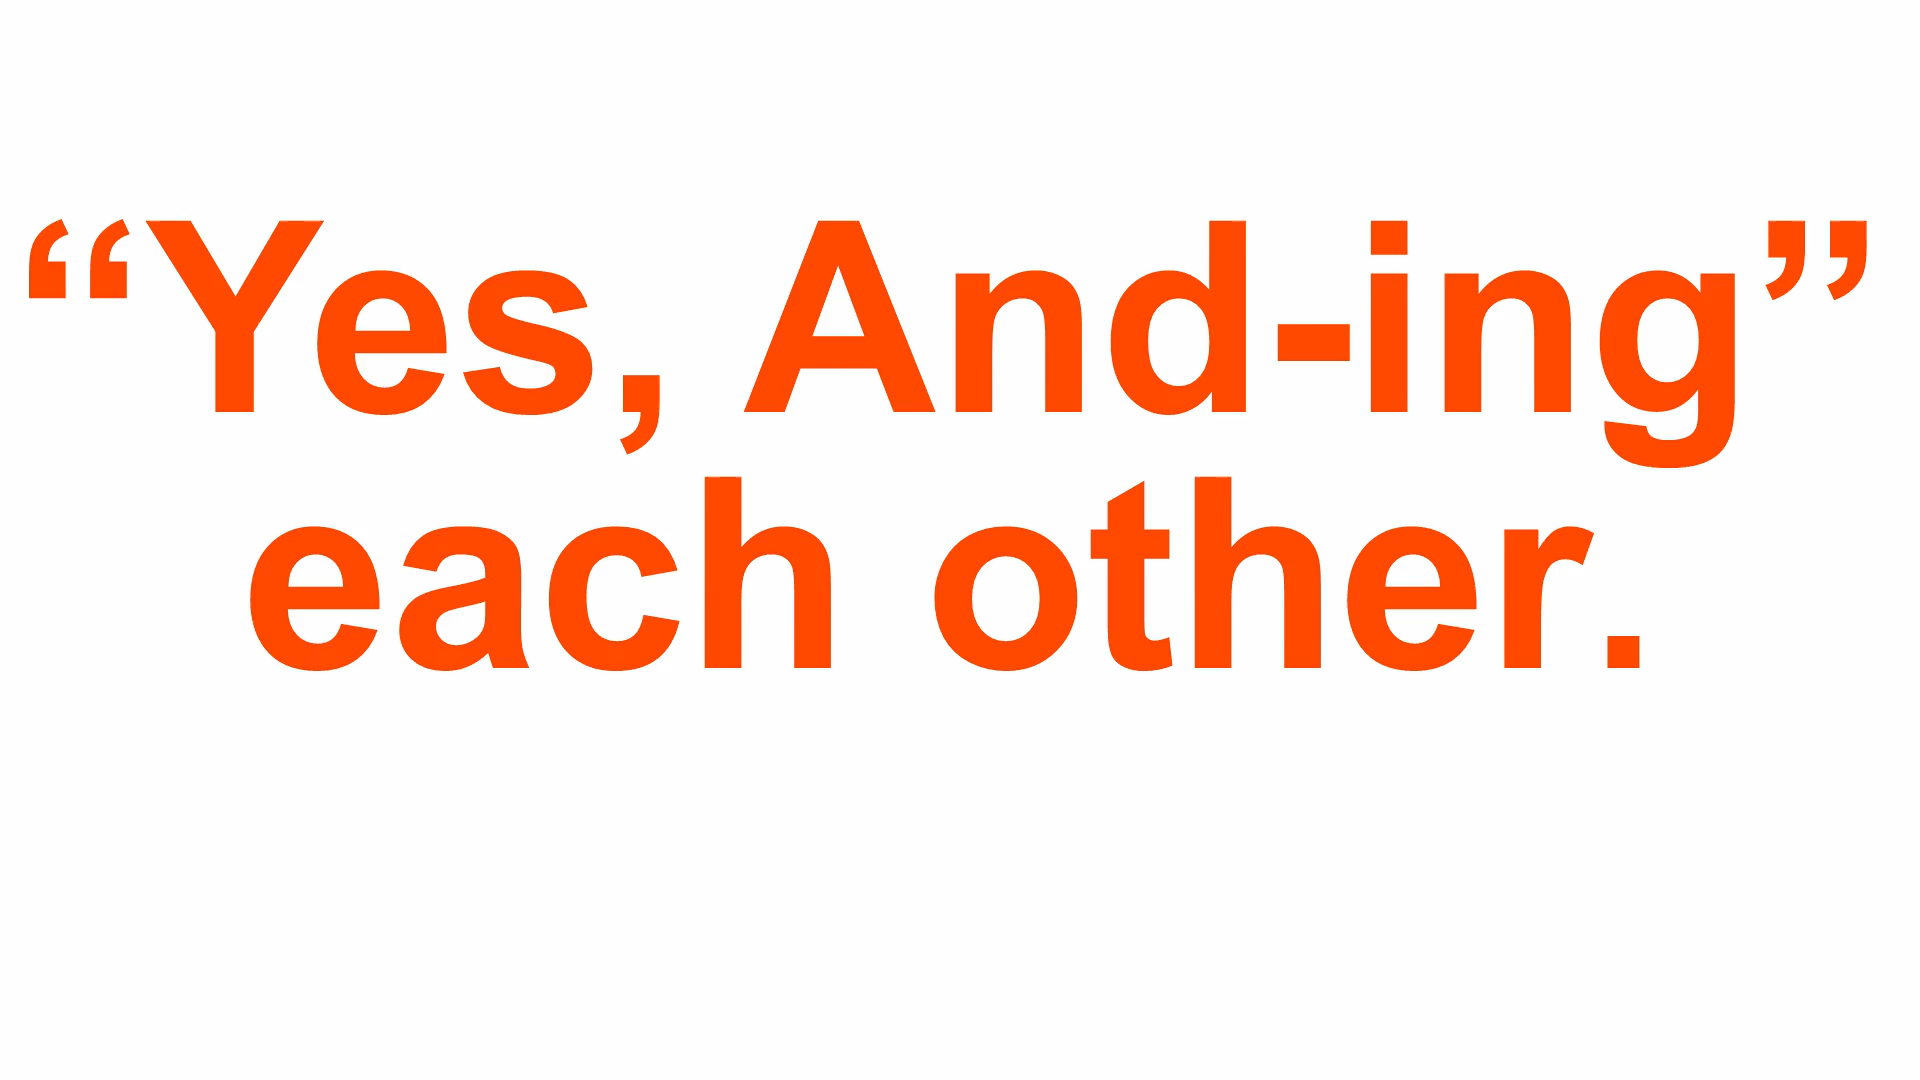 “Yes, And-ing”
each other.